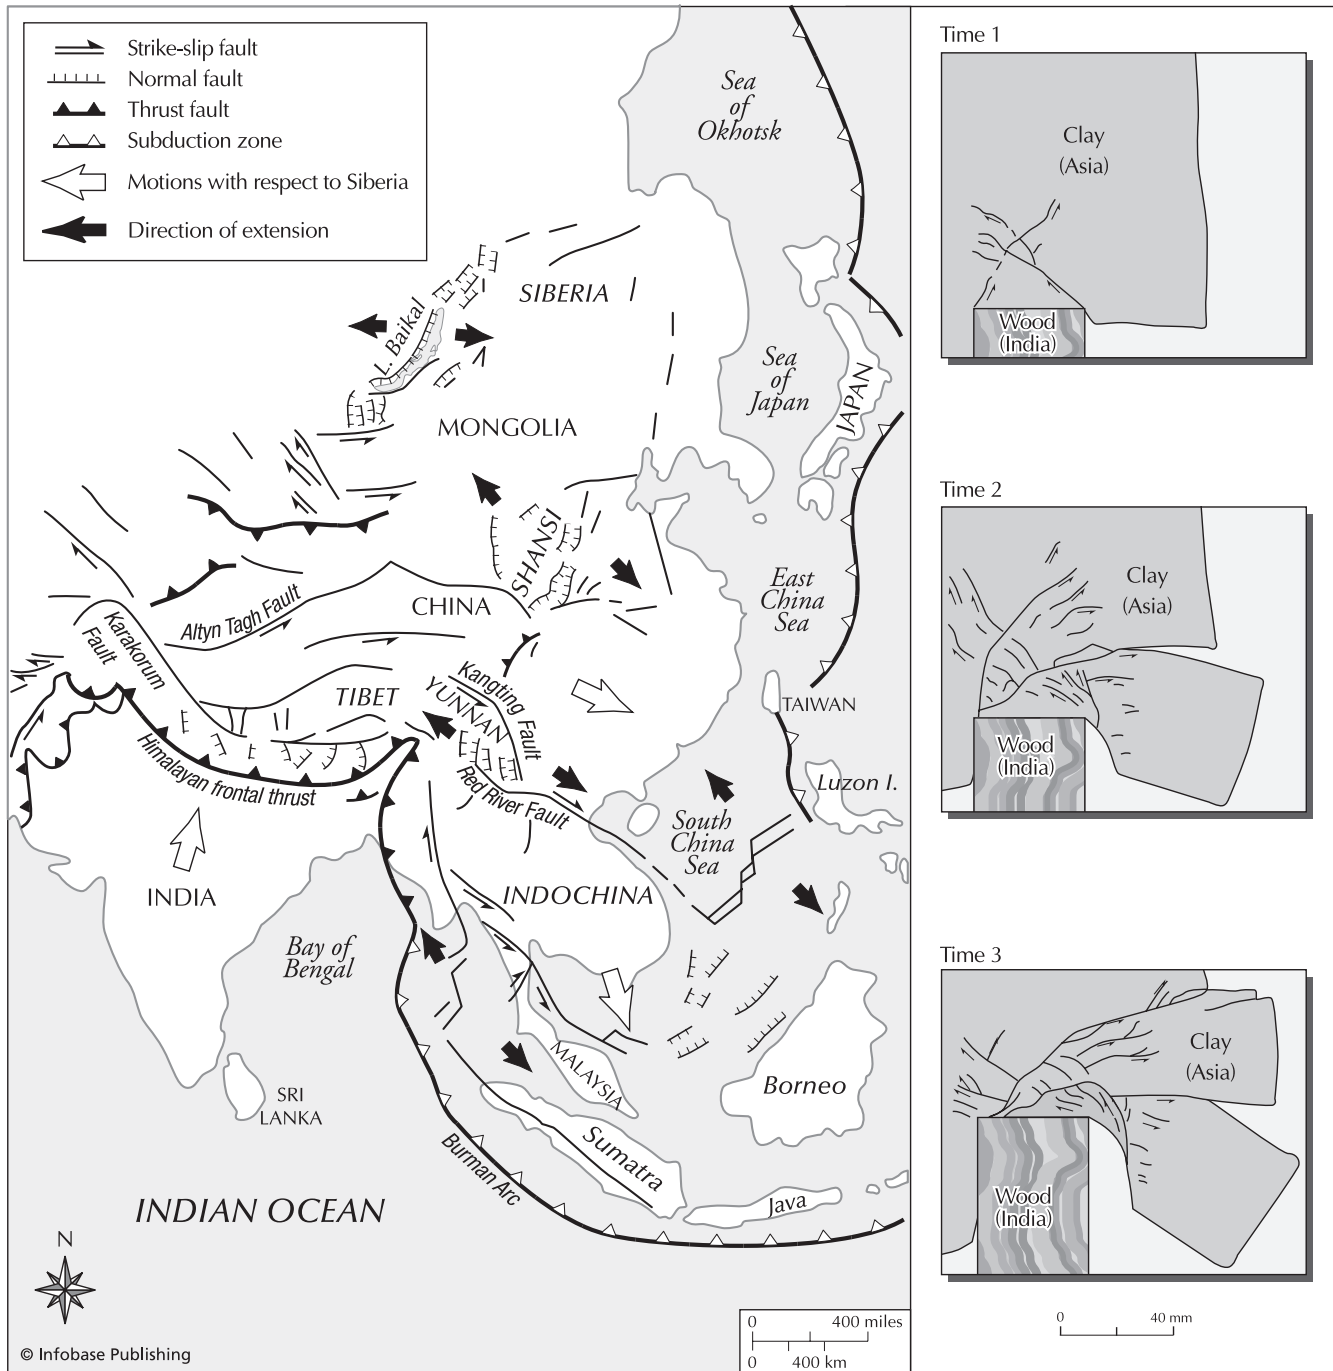 Strike-slip fault
Normal fault
Thrust fault
Subduction zone
Motions with respect to Siberia
Direction of extension
Sea
of
Okhotsk
SIBERIA
L. Baikal
Sea
of
Japan
JAPAN
MONGOLIA
SHANSI
East
China
Sea
CHINA
Altyn Tagh Fault
Karakorum
Fault
TIBET
Kangting Fault
YUNNAN
TAIWAN
Himalayan frontal thrust
Red River Fault
Luzon I.
South
China
Sea
INDIA
INDOCHINA
Bay of
Bengal
MALAYSIA
Borneo
SRI
LANKA
Sumatra
Burman Arc
Java
INDIAN OCEAN
N
0 400 miles
0 400 km
© Infobase Publishing
Time 1
Clay
(Asia)
Wood
(India)
Time 2
Clay
(Asia)
Wood
(India)
Time 3
Clay
(Asia)
Wood
(India)
0 40 mm